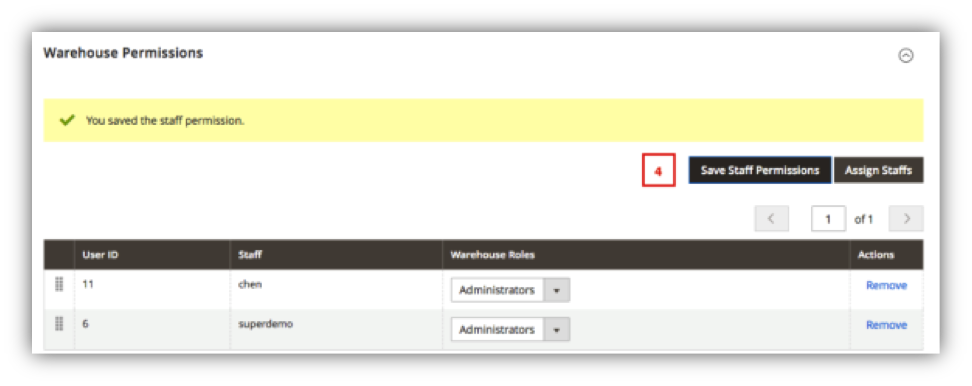 Warehouse Permissions
You saved the staff permission.
4 Save Staff Permissions Assign Staffs
1 of 1
User ID Staff Warehouse Roles Actions
11 chen Administrators Remove
6 superdemo Administrators Remove